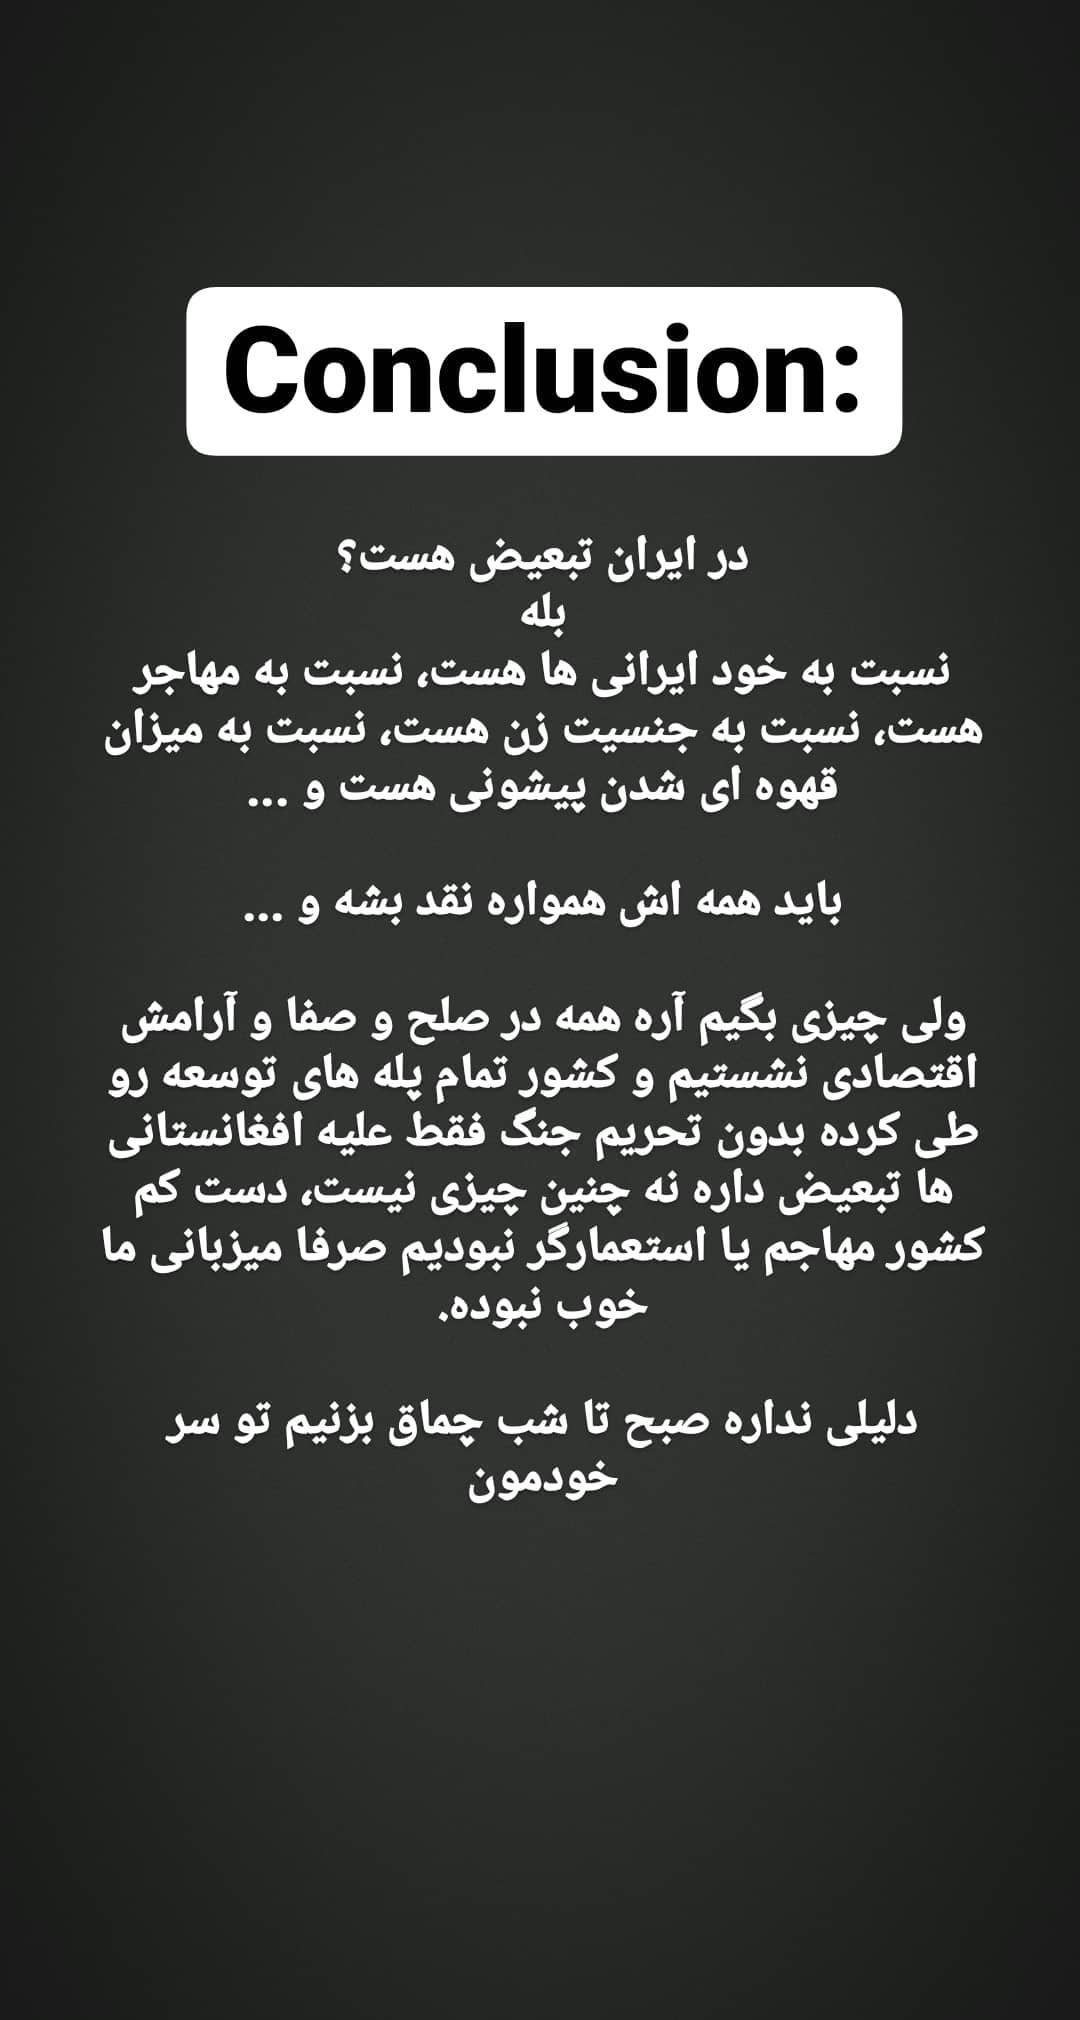 Conclusion:
در ایران تبعیض هست؟
بله
نسبت به خود ایرانی ها هست، نسبت به مهاجر
هست، نسبت به جنسیت زن هست، نسبت به میزان
قهوه ای شدن پیشونی هست و ...
باید همه اش همواره نقد بشه و ...
ولی چیزی بگیم آره همه در صلح و صفا و آرامش
اقتصادی نشستیم و کشور تمام پله های توسعه رو
طی کرده بدون تحریم جنگ فقط علیه افغانستانی
ها تبعیض داره نه چنین چیزی نیست، دست کم
کشور مهاجم یا استعمارگر نبودیم صرفا میزبانی ما
خوب نبوده.
دلیلی نداره صبح تا شب چماق بزنیم تو سر
خودمون